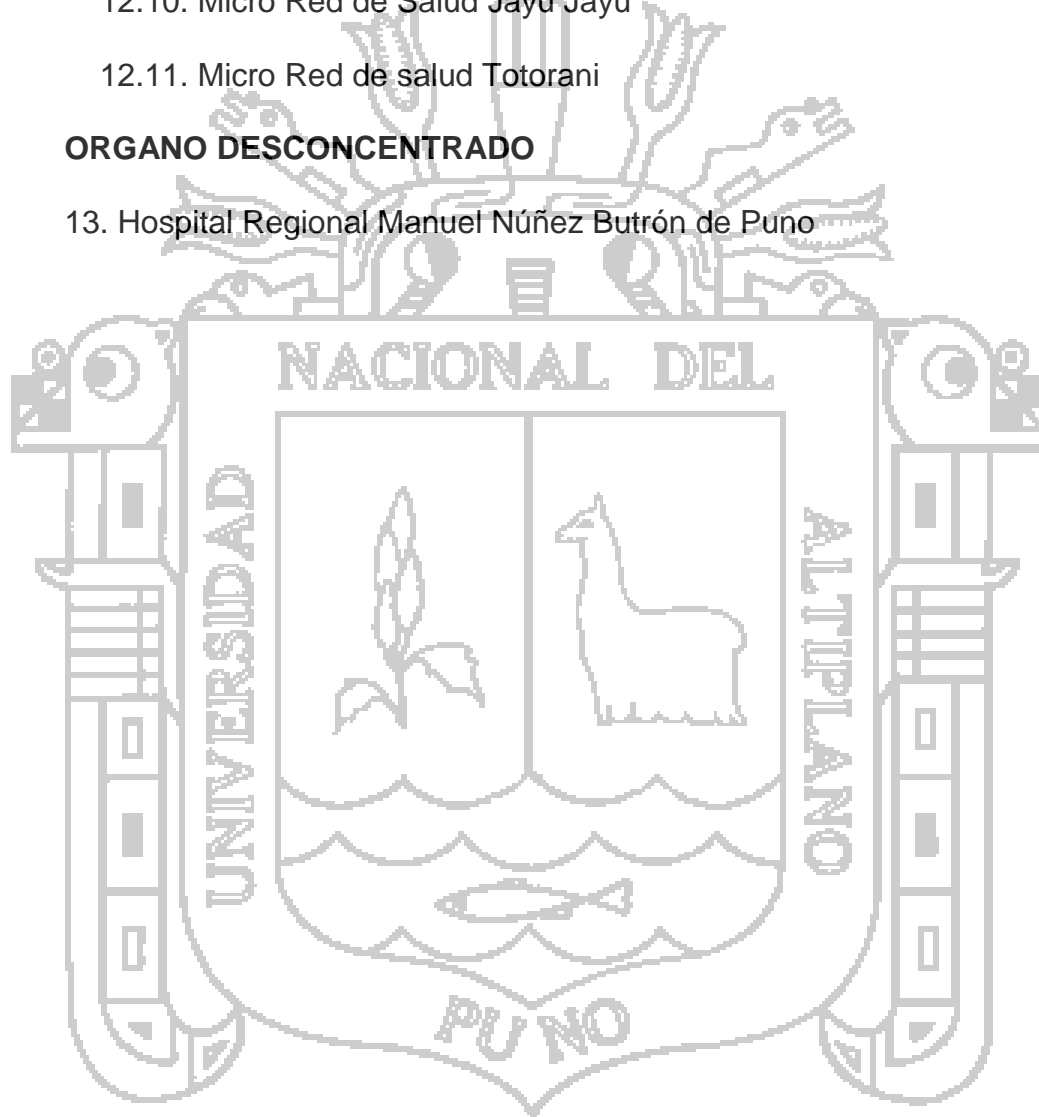 12.10. Micro Red de Salud Jayu Jayu
12.11. Micro Red de salud Totorani
ORGANO DESCONCENTRADO
13. Hospital Regional Manuel Núñez Butrón de Puno
NACIONAL DEL
UNIVERSIDAD
ALTIPLANO
PUNO